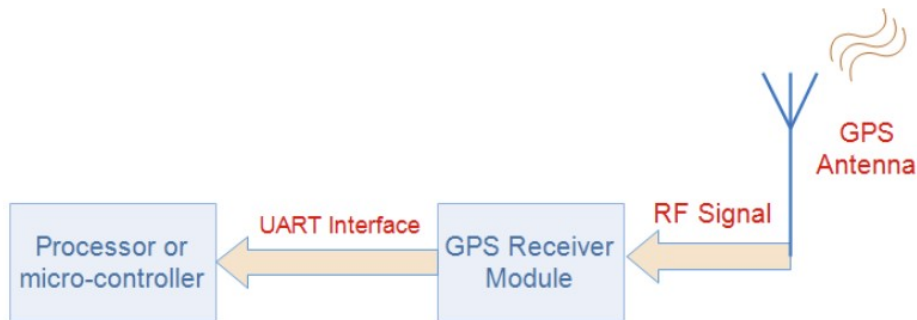 GPS
Antenna
RF Signal
UART Interface
Processor or
micro-controller
GPS Receiver
Module